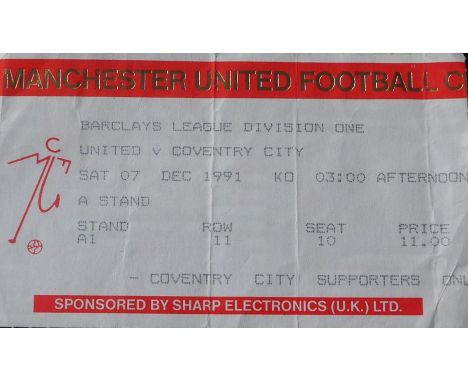 MANCHESTER UNITED FOOTBALL C
BARCLAYS LEAGUE DIVISION ONE
UNITED v COVENTRY CITY
SAT 07 DEC 1991 KO 03:00 AFTERNOON
A STAND
STAND ROW SEAT PRICE
A1 11 10 11.00
- COVENTRY CITY SUPPORTERS ONL
SPONSORED BY SHARP ELECTRONICS (U.K.) LTD.